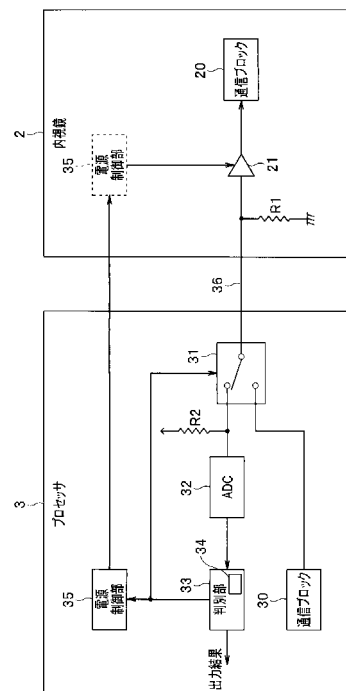 3
プロセッサ
35
電源
制御部
出力結果
33
34
判別部
32
ADC
R2
31
30
通信ブロック
36
2
内視鏡
35
電源
制御部
R1
21
20
通信ブロック